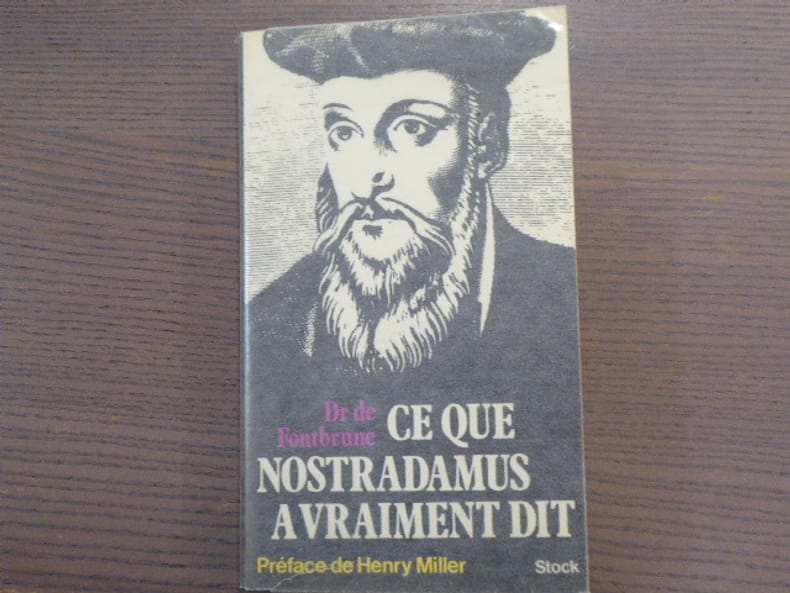 Dr de
Fontbrune
CE QUE
NOSTRADAMUS
A VRAIMENT DIT
Préface de Henry Miller
Stock